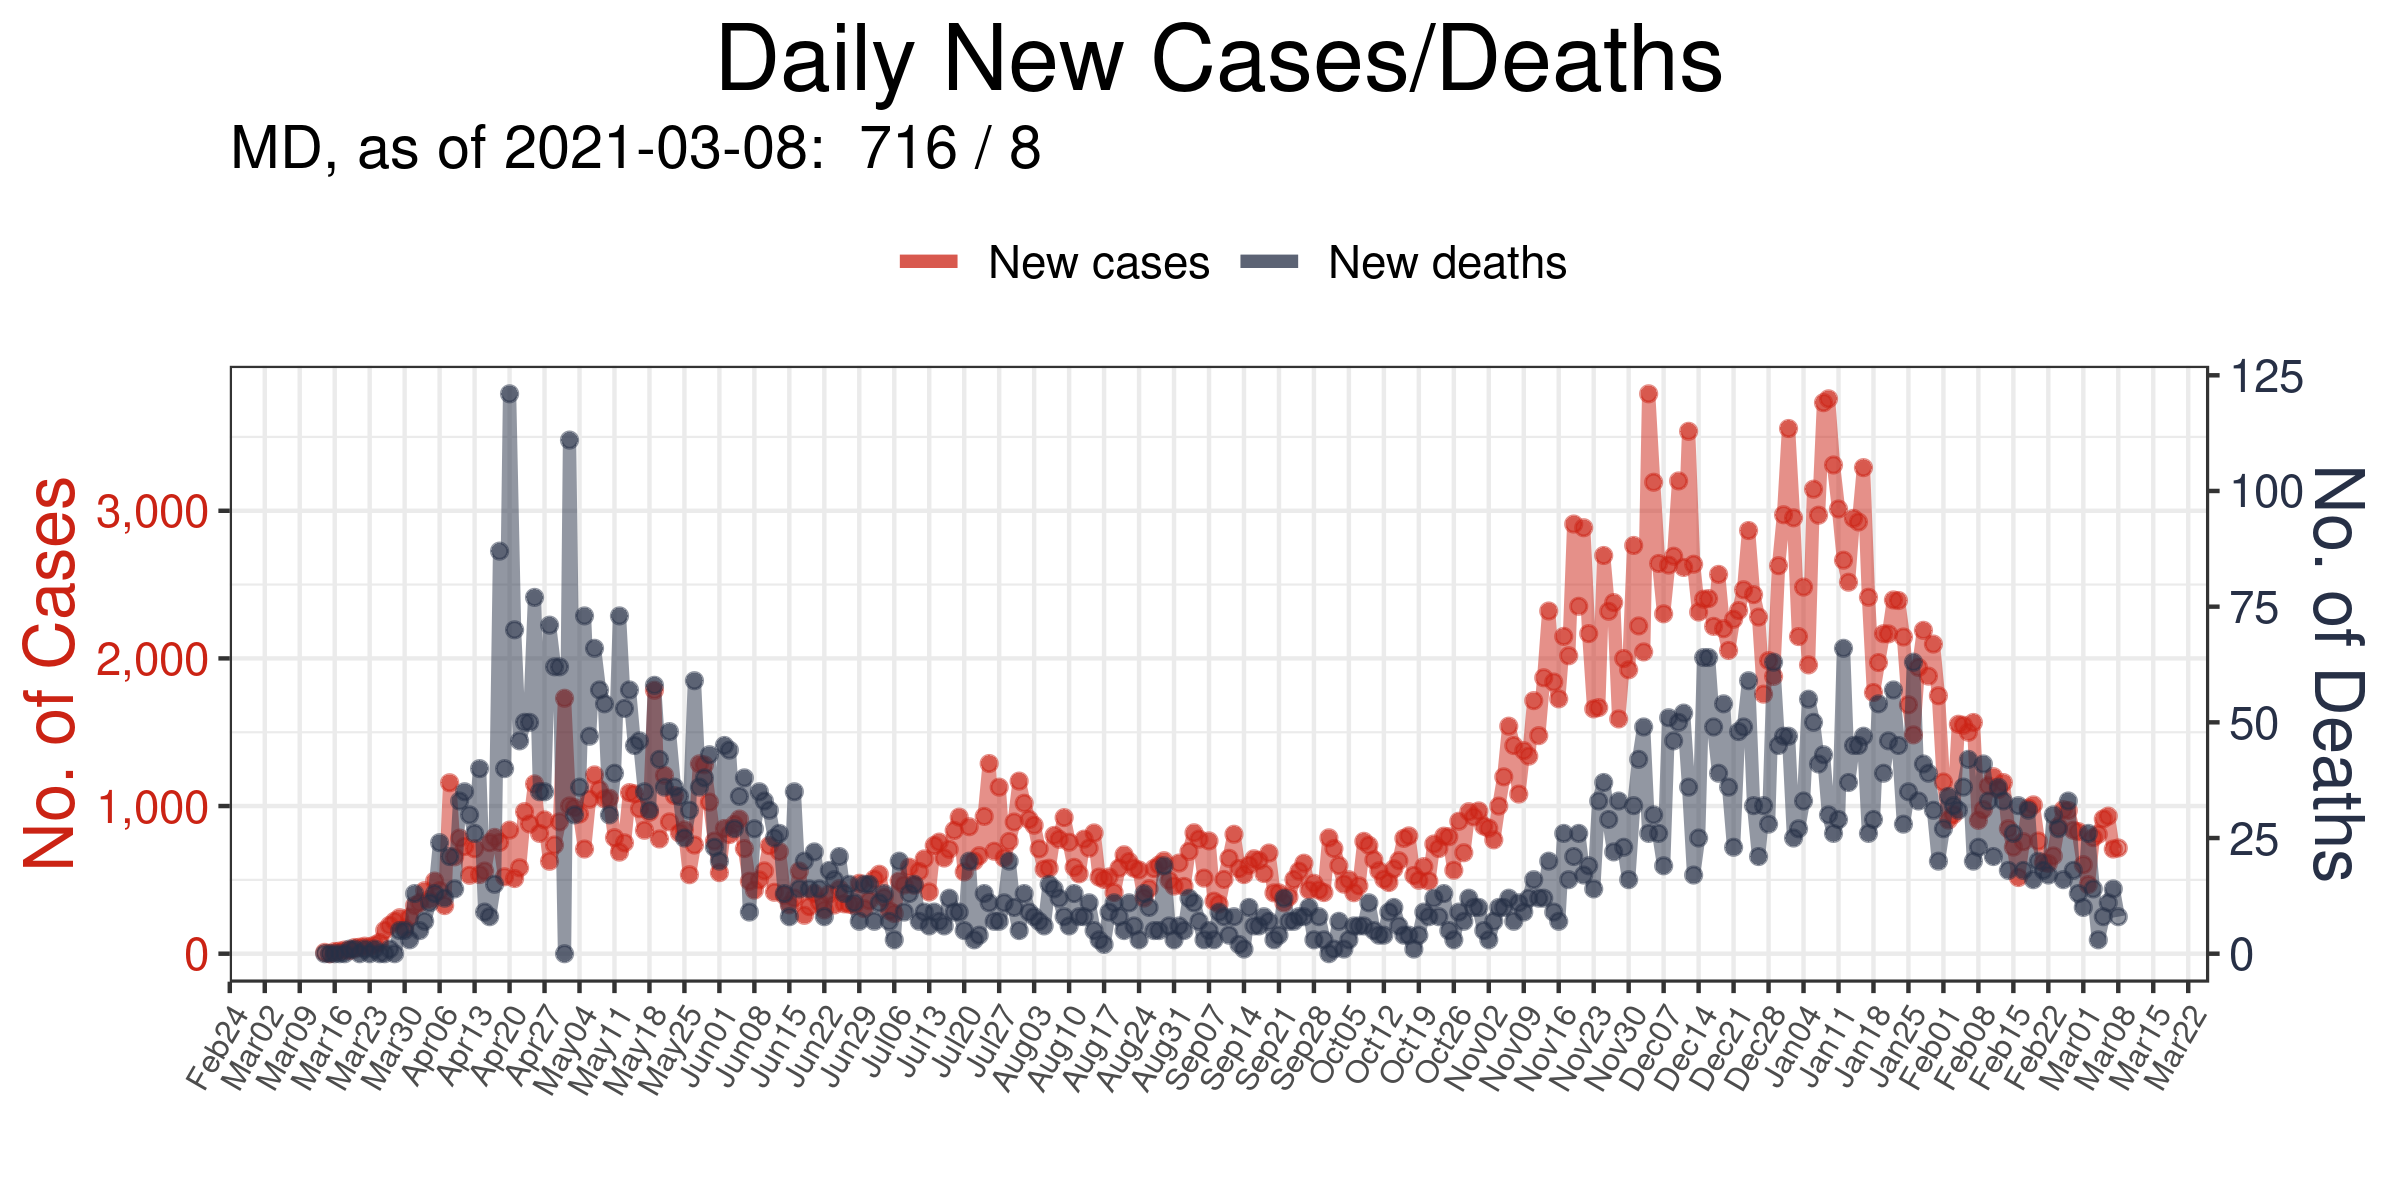 Daily New Cases/Deaths
MD, as of 2021-03-08: 716 / 8
New cases
New deaths
No. of Cases
3,000
2,000
1,000
0
125
100
75
50
25
0
No. of Deaths
Feb24
Mar02
Mar09
Mar16
Mar23
Mar30
Apr06
Apr13
Apr20
Apr27
May04
May11
May18
May25
Jun01
Jun08
Jun15
Jun22
Jun29
Jul06
Jul13
Jul20
Jul27
Aug03
Aug10
Aug17
Aug24
Aug31
Sep07
Sep14
Sep21
Sep28
Oct05
Oct12
Oct19
Oct26
Nov02
Nov09
Nov16
Nov23
Nov30
Dec07
Dec14
Dec21
Dec28
Jan04
Jan11
Jan18
Jan25
Feb01
Feb08
Feb15
Feb22
Mar01
Mar08
Mar15
Mar22